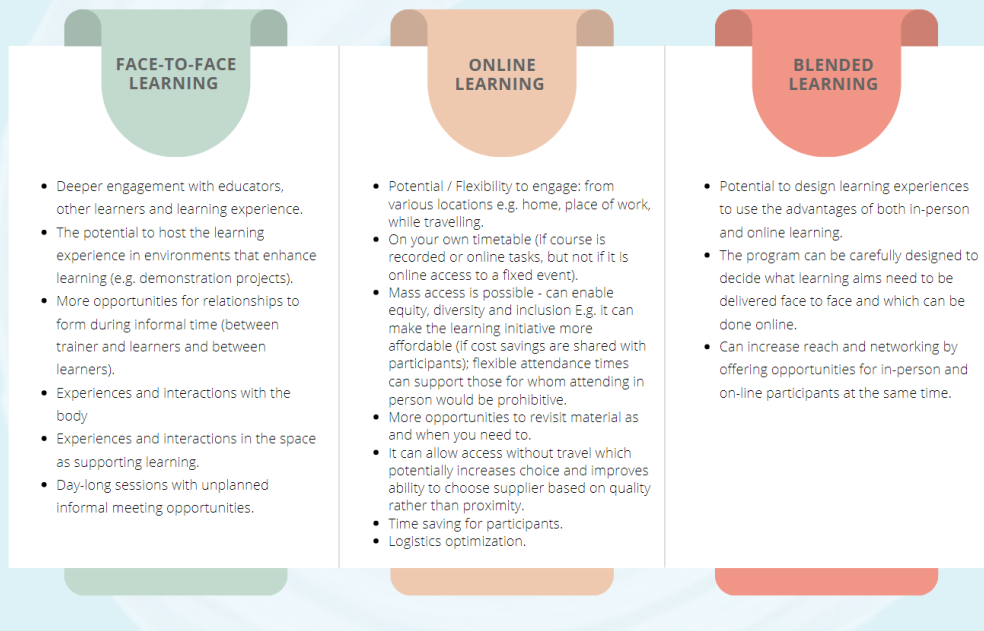 FACE-TO-FACE
LEARNING
• Deeper engagement with educators,
other learners and learning experience.
• The potential to host the learning
experience in environments that enhance
learning (e.g. demonstration projects).
• More opportunities for relationships to
form during informal time (between
trainer and learners and between
learners).
• Experiences and interactions with the
body
• Experiences and interactions in the space
as supporting learning.
• Day-long sessions with unplanned
informal meeting opportunities.
ONLINE
LEARNING
• Potential / Flexibility to engage: from
various locations e.g. home, place of work,
while travelling.
• On your own timetable (if course is
recorded or online tasks, but not if it is
online access to a fixed event).
• Mass access is possible - can enable
equity, diversity and inclusion E.g. it can
make the learning initiative more
affordable (if cost savings are shared with
participants); flexible attendance times
can support those for whom attending in
person would be prohibitive.
• More opportunities to revisit material as
and when you need to.
• It can allow access without travel which
potentially increases choice and improves
ability to choose supplier based on quality
rather than proximity.
• Time saving for participants.
• Logistics optimization.
BLENDED
LEARNING
• Potential to design learning experiences
to use the advantages of both in-person
and online learning.
• The program can be carefully designed to
decide what learning aims need to be
delivered face to face and which can be
done online.
• Can increase reach and networking by
offering opportunities for in-person and
on-line participants at the same time.